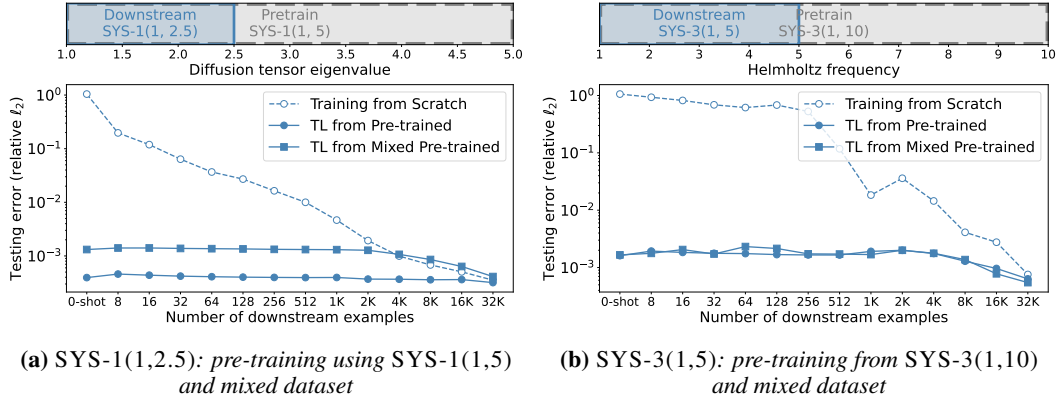 Downstream
SYS-1(1, 2.5)
Pretrain
SYS-1(1, 5)
1.0 1.5 2.0 2.5 3.0 3.5 4.0 4.5 5.0
Diffusion tensor eigenvalue
Testing error (relative ℓ₂)
10⁰
10⁻¹
10⁻²
10⁻³
Training from Scratch
TL from Pre-trained
TL from Mixed Pre-trained
0-shot 8 16 32 64 128 256 512 1K 2K 4K 8K 16K 32K
Number of downstream examples
(a) SYS-1(1,2.5): pre-training using SYS-1(1,5)
and mixed dataset
Downstream
SYS-3(1, 5)
Pretrain
SYS-3(1, 10)
1 2 3 4 5 6 7 8 9 10
Helmholtz frequency
Testing error (relative ℓ₂)
10⁰
10⁻¹
10⁻²
10⁻³
Training from Scratch
TL from Pre-trained
TL from Mixed Pre-trained
0-shot 8 16 32 64 128 256 512 1K 2K 4K 8K 16K 32K
Number of downstream examples
(b) SYS-3(1,5): pre-training from SYS-3(1,10)
and mixed dataset